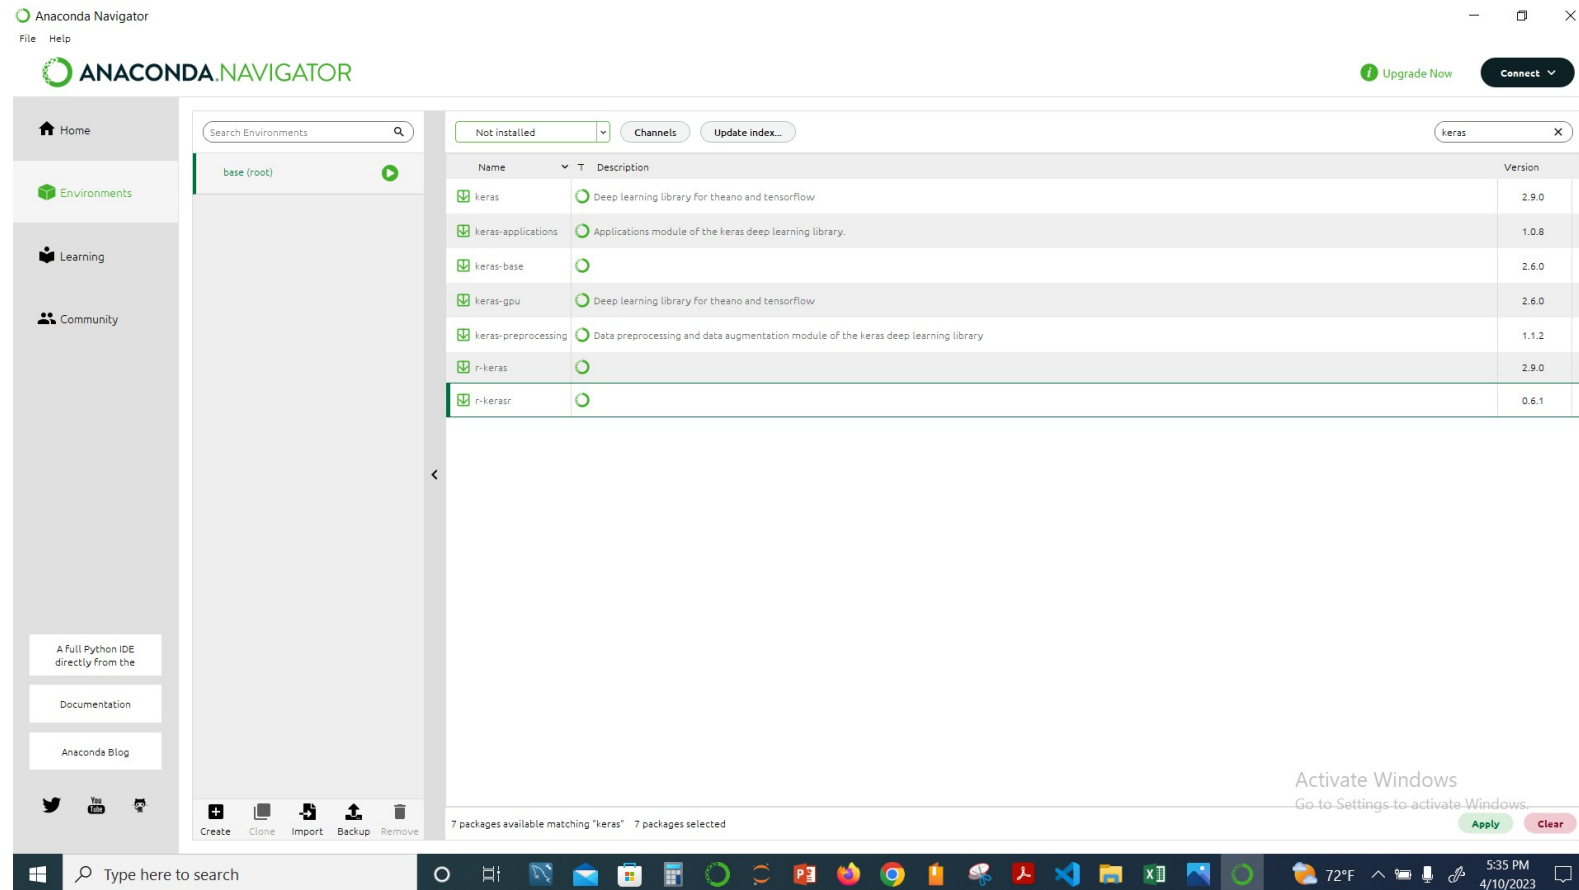 Anaconda Navigator
File Help
ANACONDA.NAVIGATOR
Upgrade Now
Connect
Home
Environments
Learning
Community
A full Python IDE
directly from the
Documentation
Anaconda Blog
You
Tube
Search Environments
base (root)
Create Clone Import Backup Remove
Not installed Channels Update index... keras
Name T Description Version
keras Deep learning library for theano and tensorflow 2.9.0
keras-applications Applications module of the keras deep learning library. 1.0.8
keras-base 2.6.0
keras-gpu Deep learning library for theano and tensorflow 2.6.0
keras-preprocessing Data preprocessing and data augmentation module of the keras deep learning library 1.1.2
r-keras 2.9.0
r-kerasr 0.6.1
Activate Windows
Go to Settings to activate Windows.
7 packages available matching "keras" 7 packages selected
Apply Clear
Type here to search
72°F
5:35 PM
4/10/2023